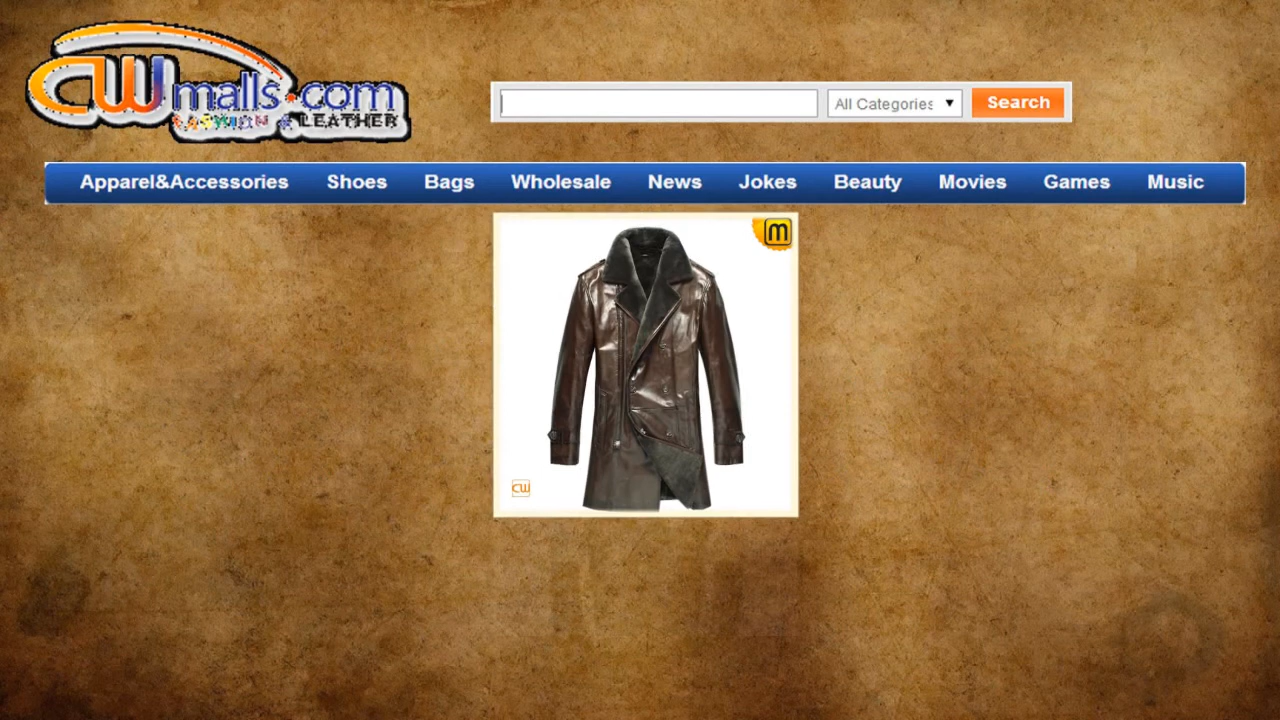 CWmalls.com
FASHION & LEATHER
All Categories
Search
Apparel&Accessories Shoes Bags Wholesale News Jokes Beauty Movies Games Music
m
CW